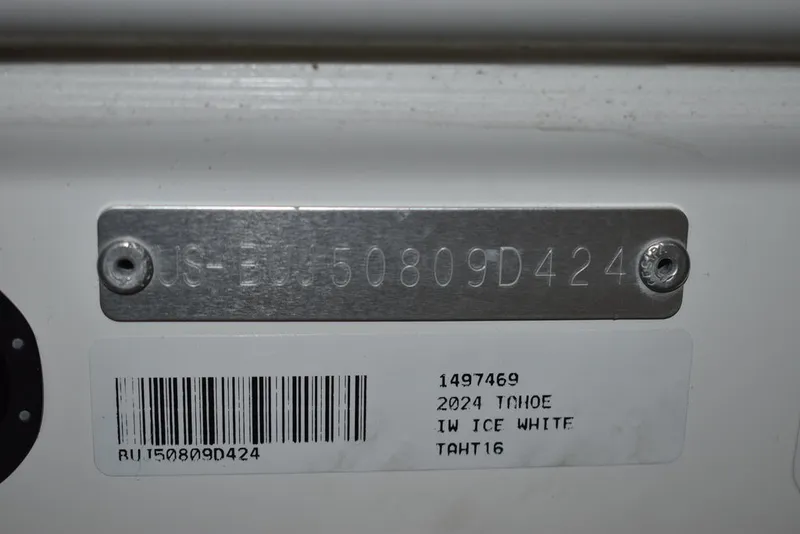 US-BUJ50809D424
BUJ50809D424
1497469
2024 TAHOE
IW ICE WHITE
TAHT16